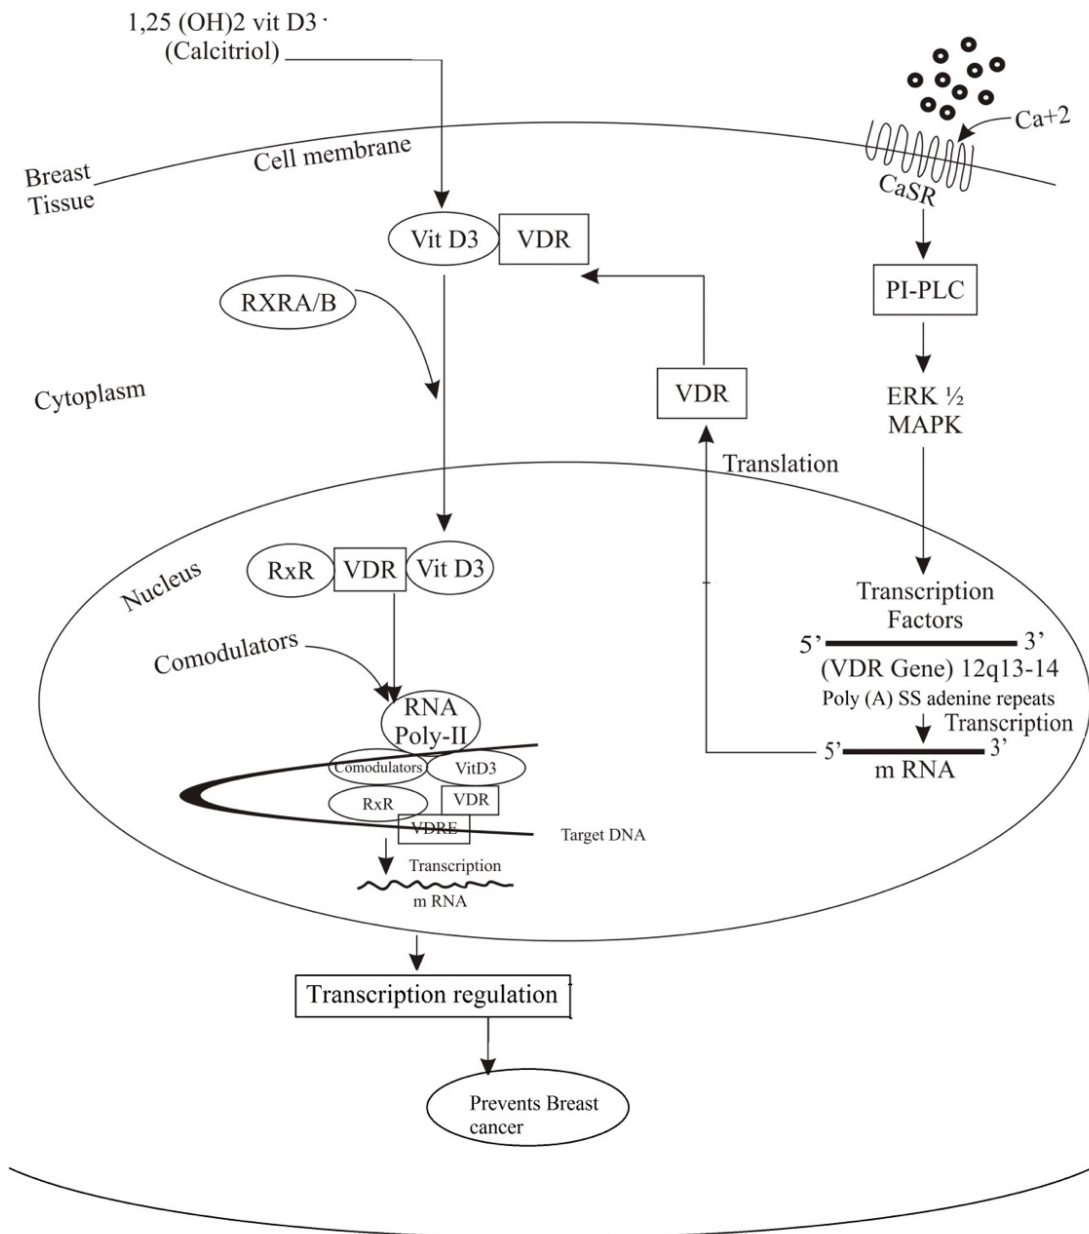 1,25 (OH)2 vit D3
(Calcitriol)
Ca+2
Cell membrane
Breast
Tissue
CaSR
Vit D3
VDR
RXRA/B
PI-PLC
Cytoplasm
VDR
ERK ½
MAPK
Translation
Nucleus
RxR
VDR
Vit D3
Transcription
Factors
5’
3’
(VDR Gene) 12q13-14
Poly (A) SS adenine repeats
Transcription
5’
3’
m RNA
Comodulators
RNA
Poly-II
Comodulators
VitD3
RxR
VDR
VDRE
Target DNA
Transcription
m RNA
Transcription regulation
Prevents Breast
cancer